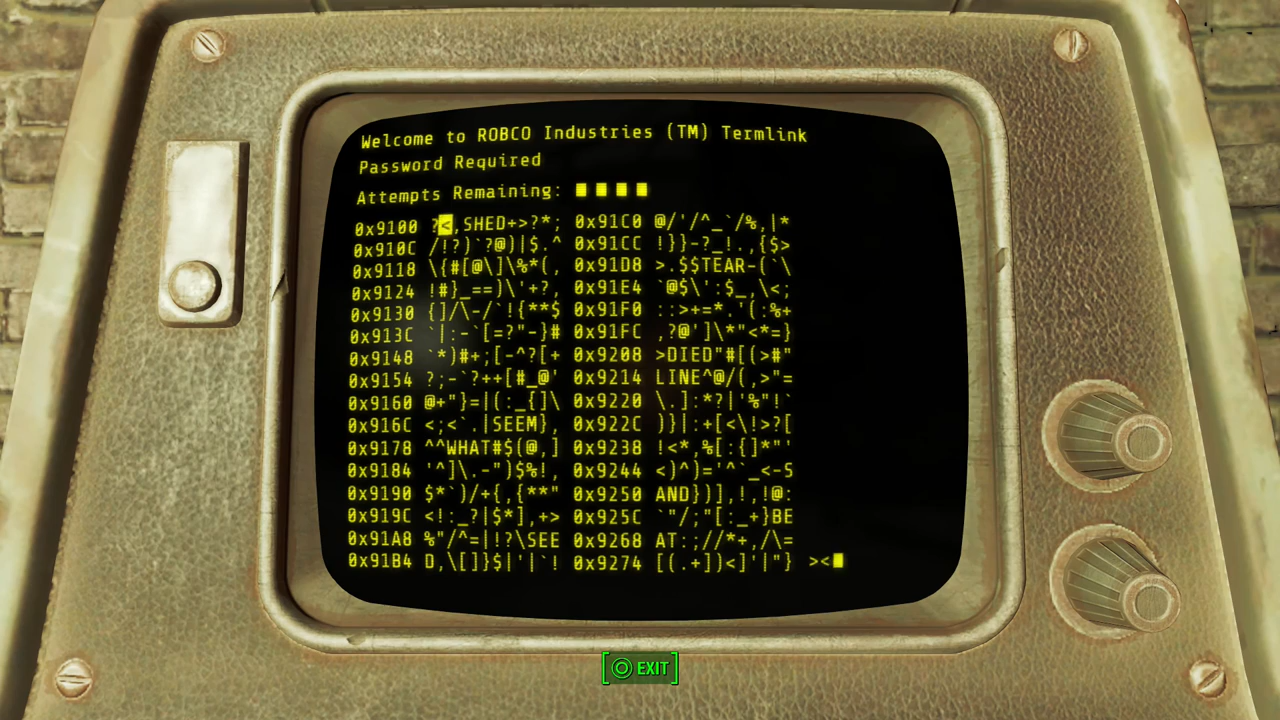 Welcome to ROBCO Industries (TM) Termlink
Password Required
Attempts Remaining: ■ ■ ■ ■
0x9100 ?<,SHED+>?*; 0x91C0 @/'/^_`/%,|*
0x910C /!?)`?@)|$.^ 0x91CC !}}-?_!.,{$>
0x9118 \{#[@\]\%*(, 0x91D8 >.$$TEAR-(`\
0x9124 !#}_==)\'+?, 0x91E4 `@$\':$_,\<;
0x9130 {]/\-/`!{**$ 0x91F0 ::>+=*.'(:%+
0x913C `|:-`[=?"-}# 0x91FC ,?@']\*"<*=}
0x9148 `*)#+;[-^?[+ 0x9208 >DIED"#[(>#"
0x9154 ?;-`?++[#_@' 0x9214 LINE^@/(,>"=
0x9160 @+"}=|(:_{]\ 0x9220 \.]:*?|'%"!`
0x916C <;<`.|SEEM}, 0x922C )}|:+[<\!>?[
0x9178 ^^WHAT#$(@,] 0x9238 !<*,%[:{]*"'
0x9184 '^]\.-")$%!, 0x9244 <)^)='^`_<-S
0x9190 $*`)/+{,{**" 0x9250 AND})],!,!@:
0x919C <!:_?|$*],+> 0x925C `"/;"[:_+}BE
0x91A8 %"/^=|!?\SEE 0x9268 AT:;//*+,/\=
0x91B4 D,\[]}$|'|`! 0x9274 [(.+])<]'|"} ><■
EXIT